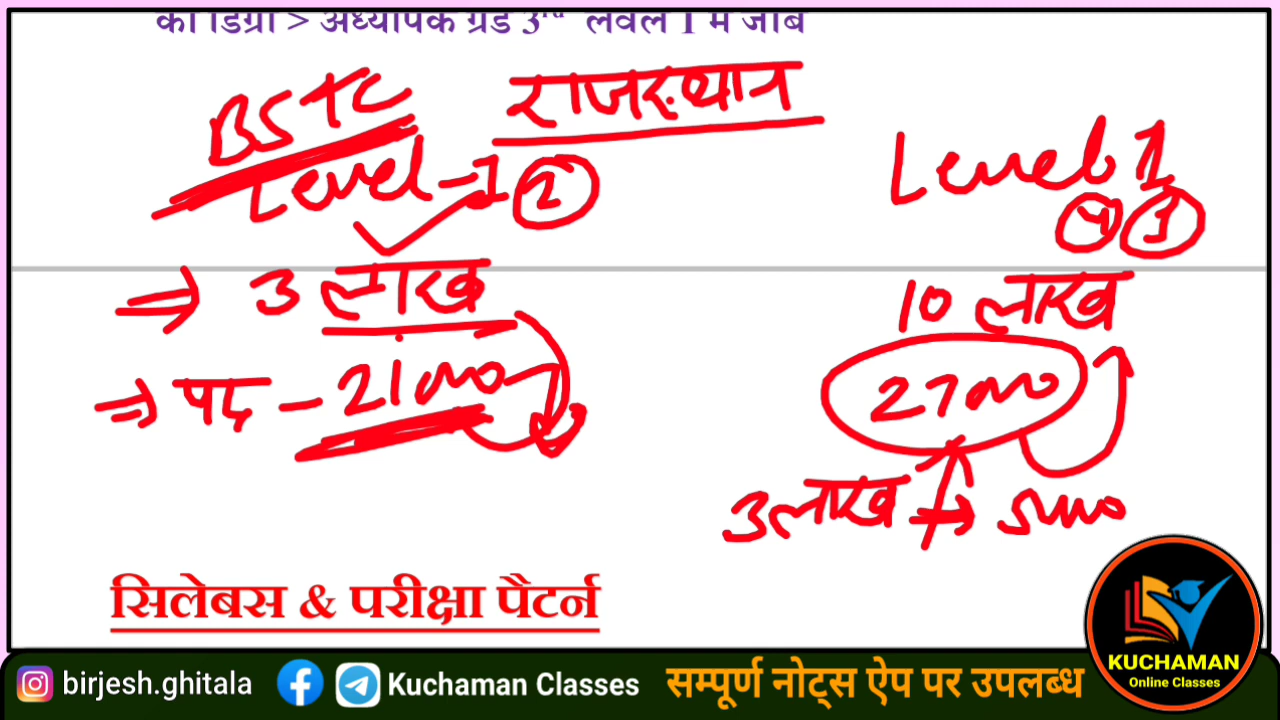 की डिग्री > अध्यापक ग्रेड 3rd लेवल 1 में जॉब
BSTC राजस्थान
Level-1 2
Level 1
1
⇒ 3 लाख
10 लाख
⇒ पद - 21000
27000
3 लाख → 5000
सिलेबस & परीक्षा पैटर्न
KUCHAMAN
Online Classes
birjesh.ghitala Kuchaman Classes सम्पूर्ण नोट्स ऐप पर उपलब्ध